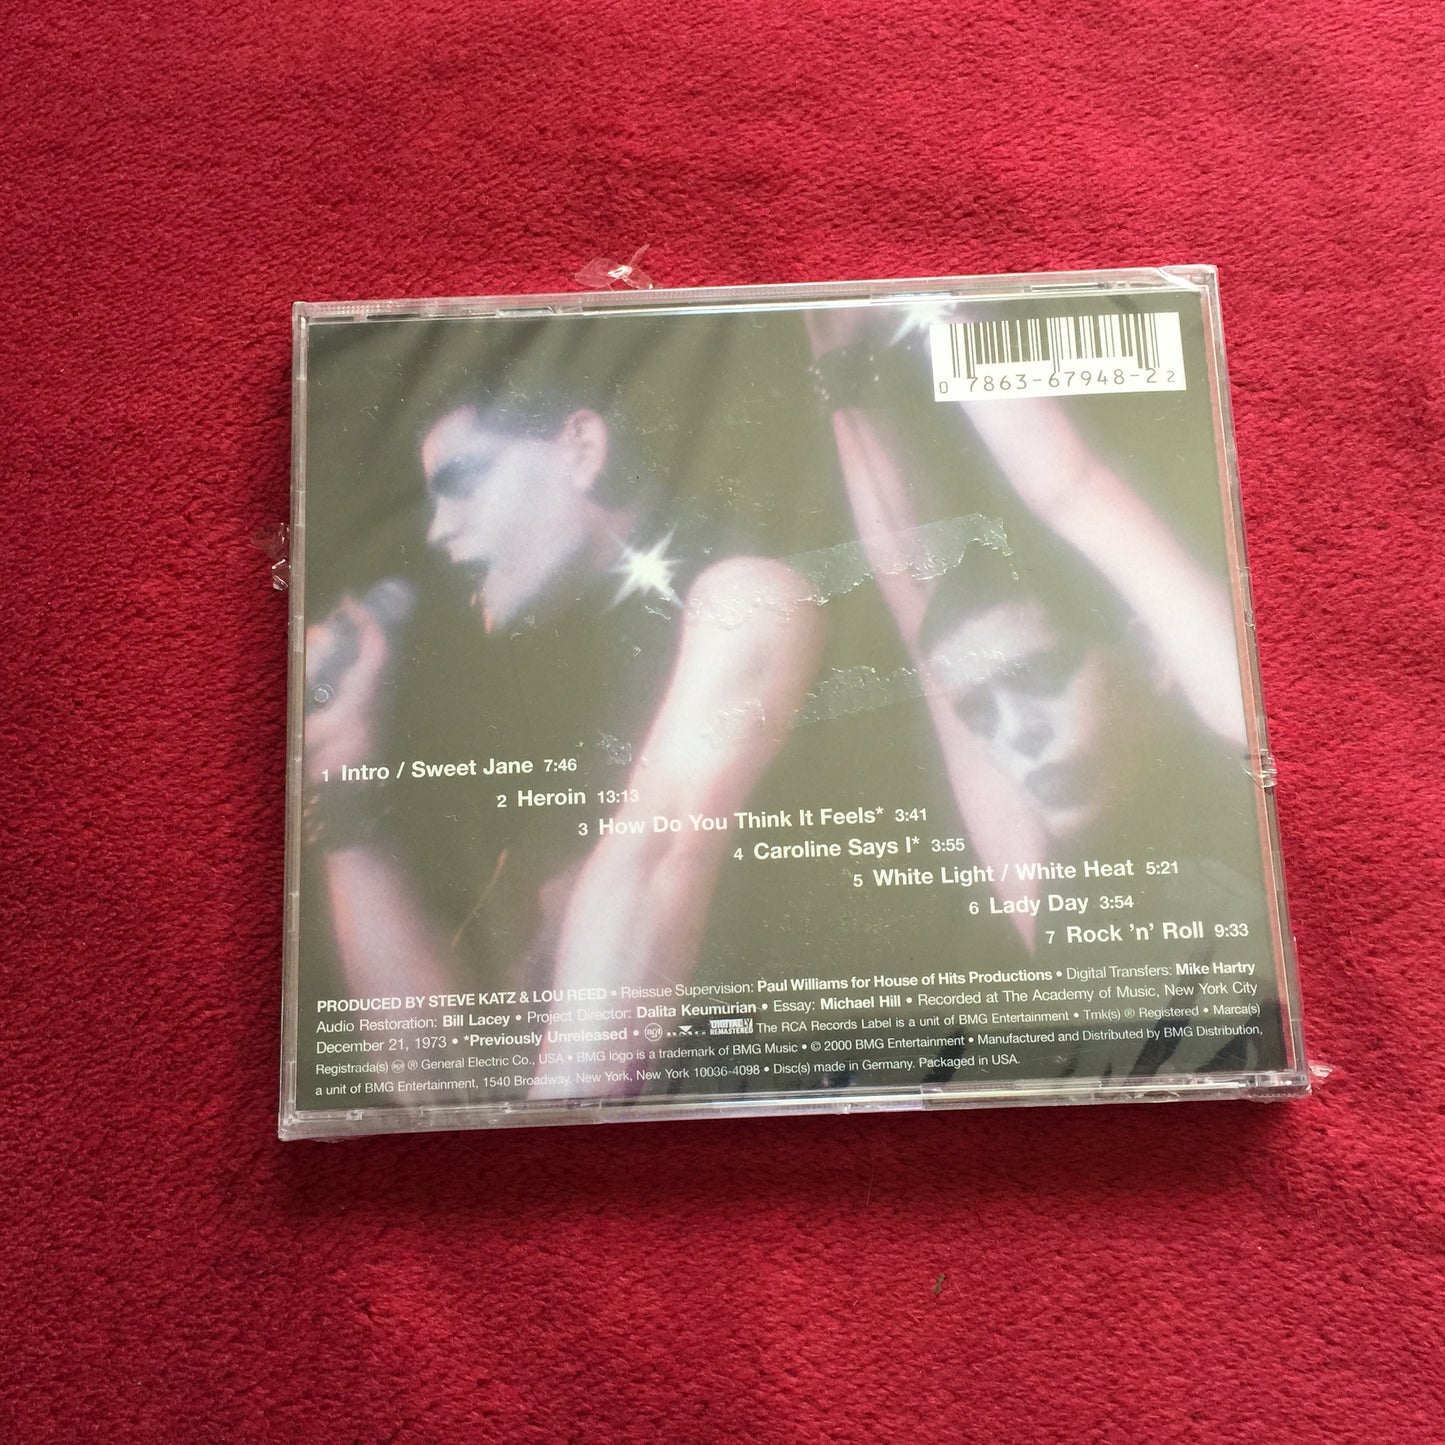 0 7863-67948-2 2
1 Intro / Sweet Jane 7:46
2 Heroin 13:13
3 How Do You Think It Feels* 3:41
4 Caroline Says I* 3:55
5 White Light / White Heat 5:21
6 Lady Day 3:54
7 Rock 'n' Roll 9:33
PRODUCED BY STEVE KATZ & LOU REED • Reissue Supervision: Paul Williams for House of Hits Productions • Digital Transfers: Mike Hartry
Audio Restoration: Bill Lacey • Project Director: Dalita Keumurian • Essay: Michael Hill • Recorded at The Academy of Music, New York City
December 21, 1973 • *Previously Unreleased • RCA DIGITALLY REMASTERED The RCA Records Label is a unit of BMG Entertainment • Tmk(s) ® Registered • Marca(s)
Registrada(s) RCA ® General Electric Co., USA • BMG logo is a trademark of BMG Music • © 2000 BMG Entertainment • Manufactured and Distributed by BMG Distribution,
a unit of BMG Entertainment, 1540 Broadway, New York, New York 10036-4098 • Disc(s) made in Germany. Packaged in USA.